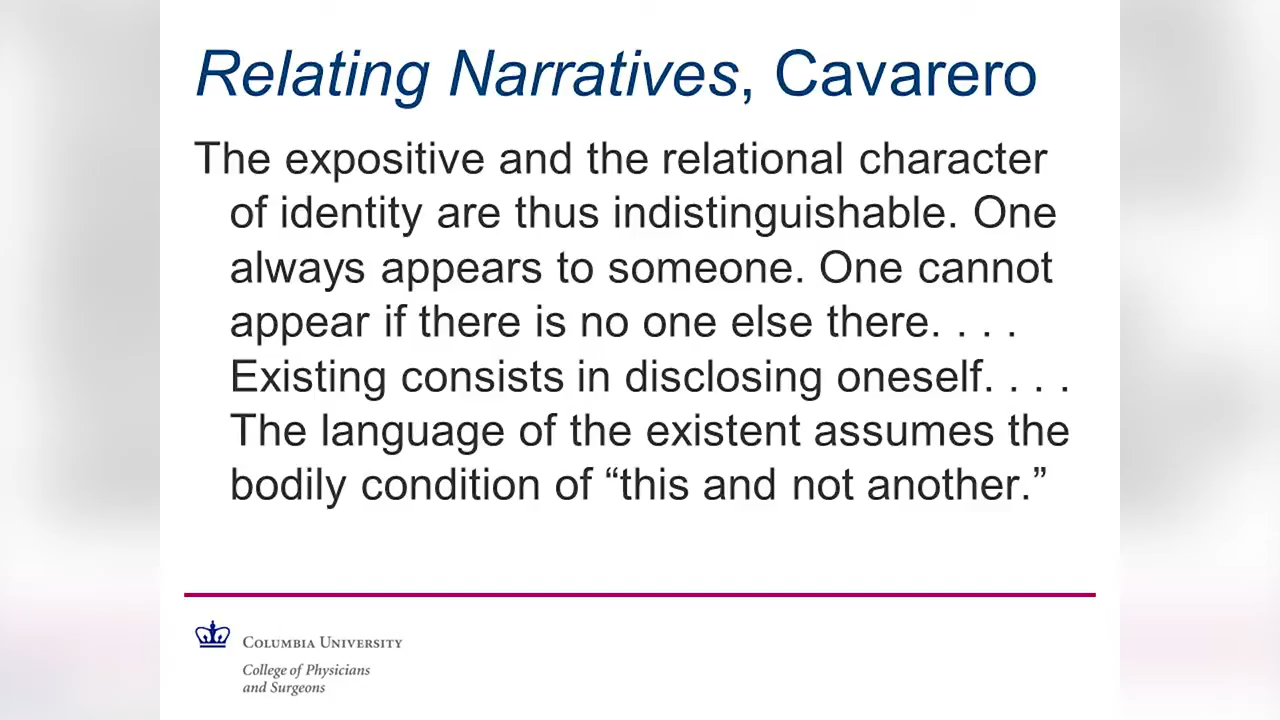 Relating Narratives, Cavarero
The expositive and the relational character
of identity are thus indistinguishable. One
always appears to someone. One cannot
appear if there is no one else there. . . .
Existing consists in disclosing oneself. . . .
The language of the existent assumes the
bodily condition of “this and not another.”
COLUMBIA UNIVERSITY
College of Physicians
and Surgeons